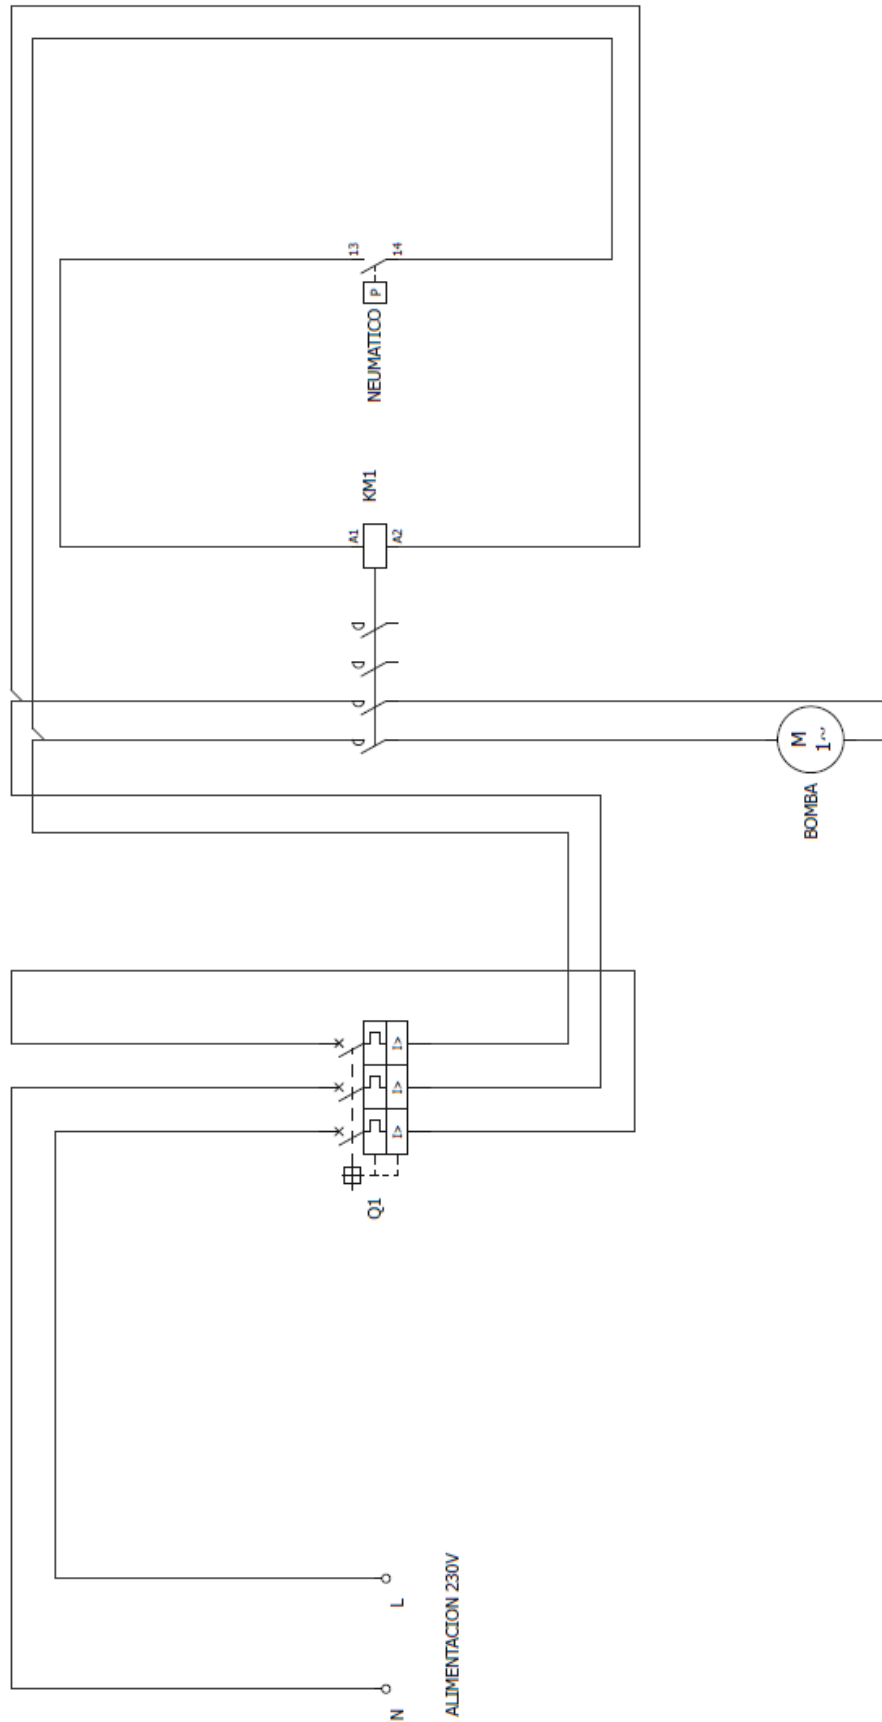 A1
13
Q1
KM1
NEUMATICO
P
N
L
I>
I>
I>
A2
14
ALIMENTACION 230V
BOMBA
M
1~